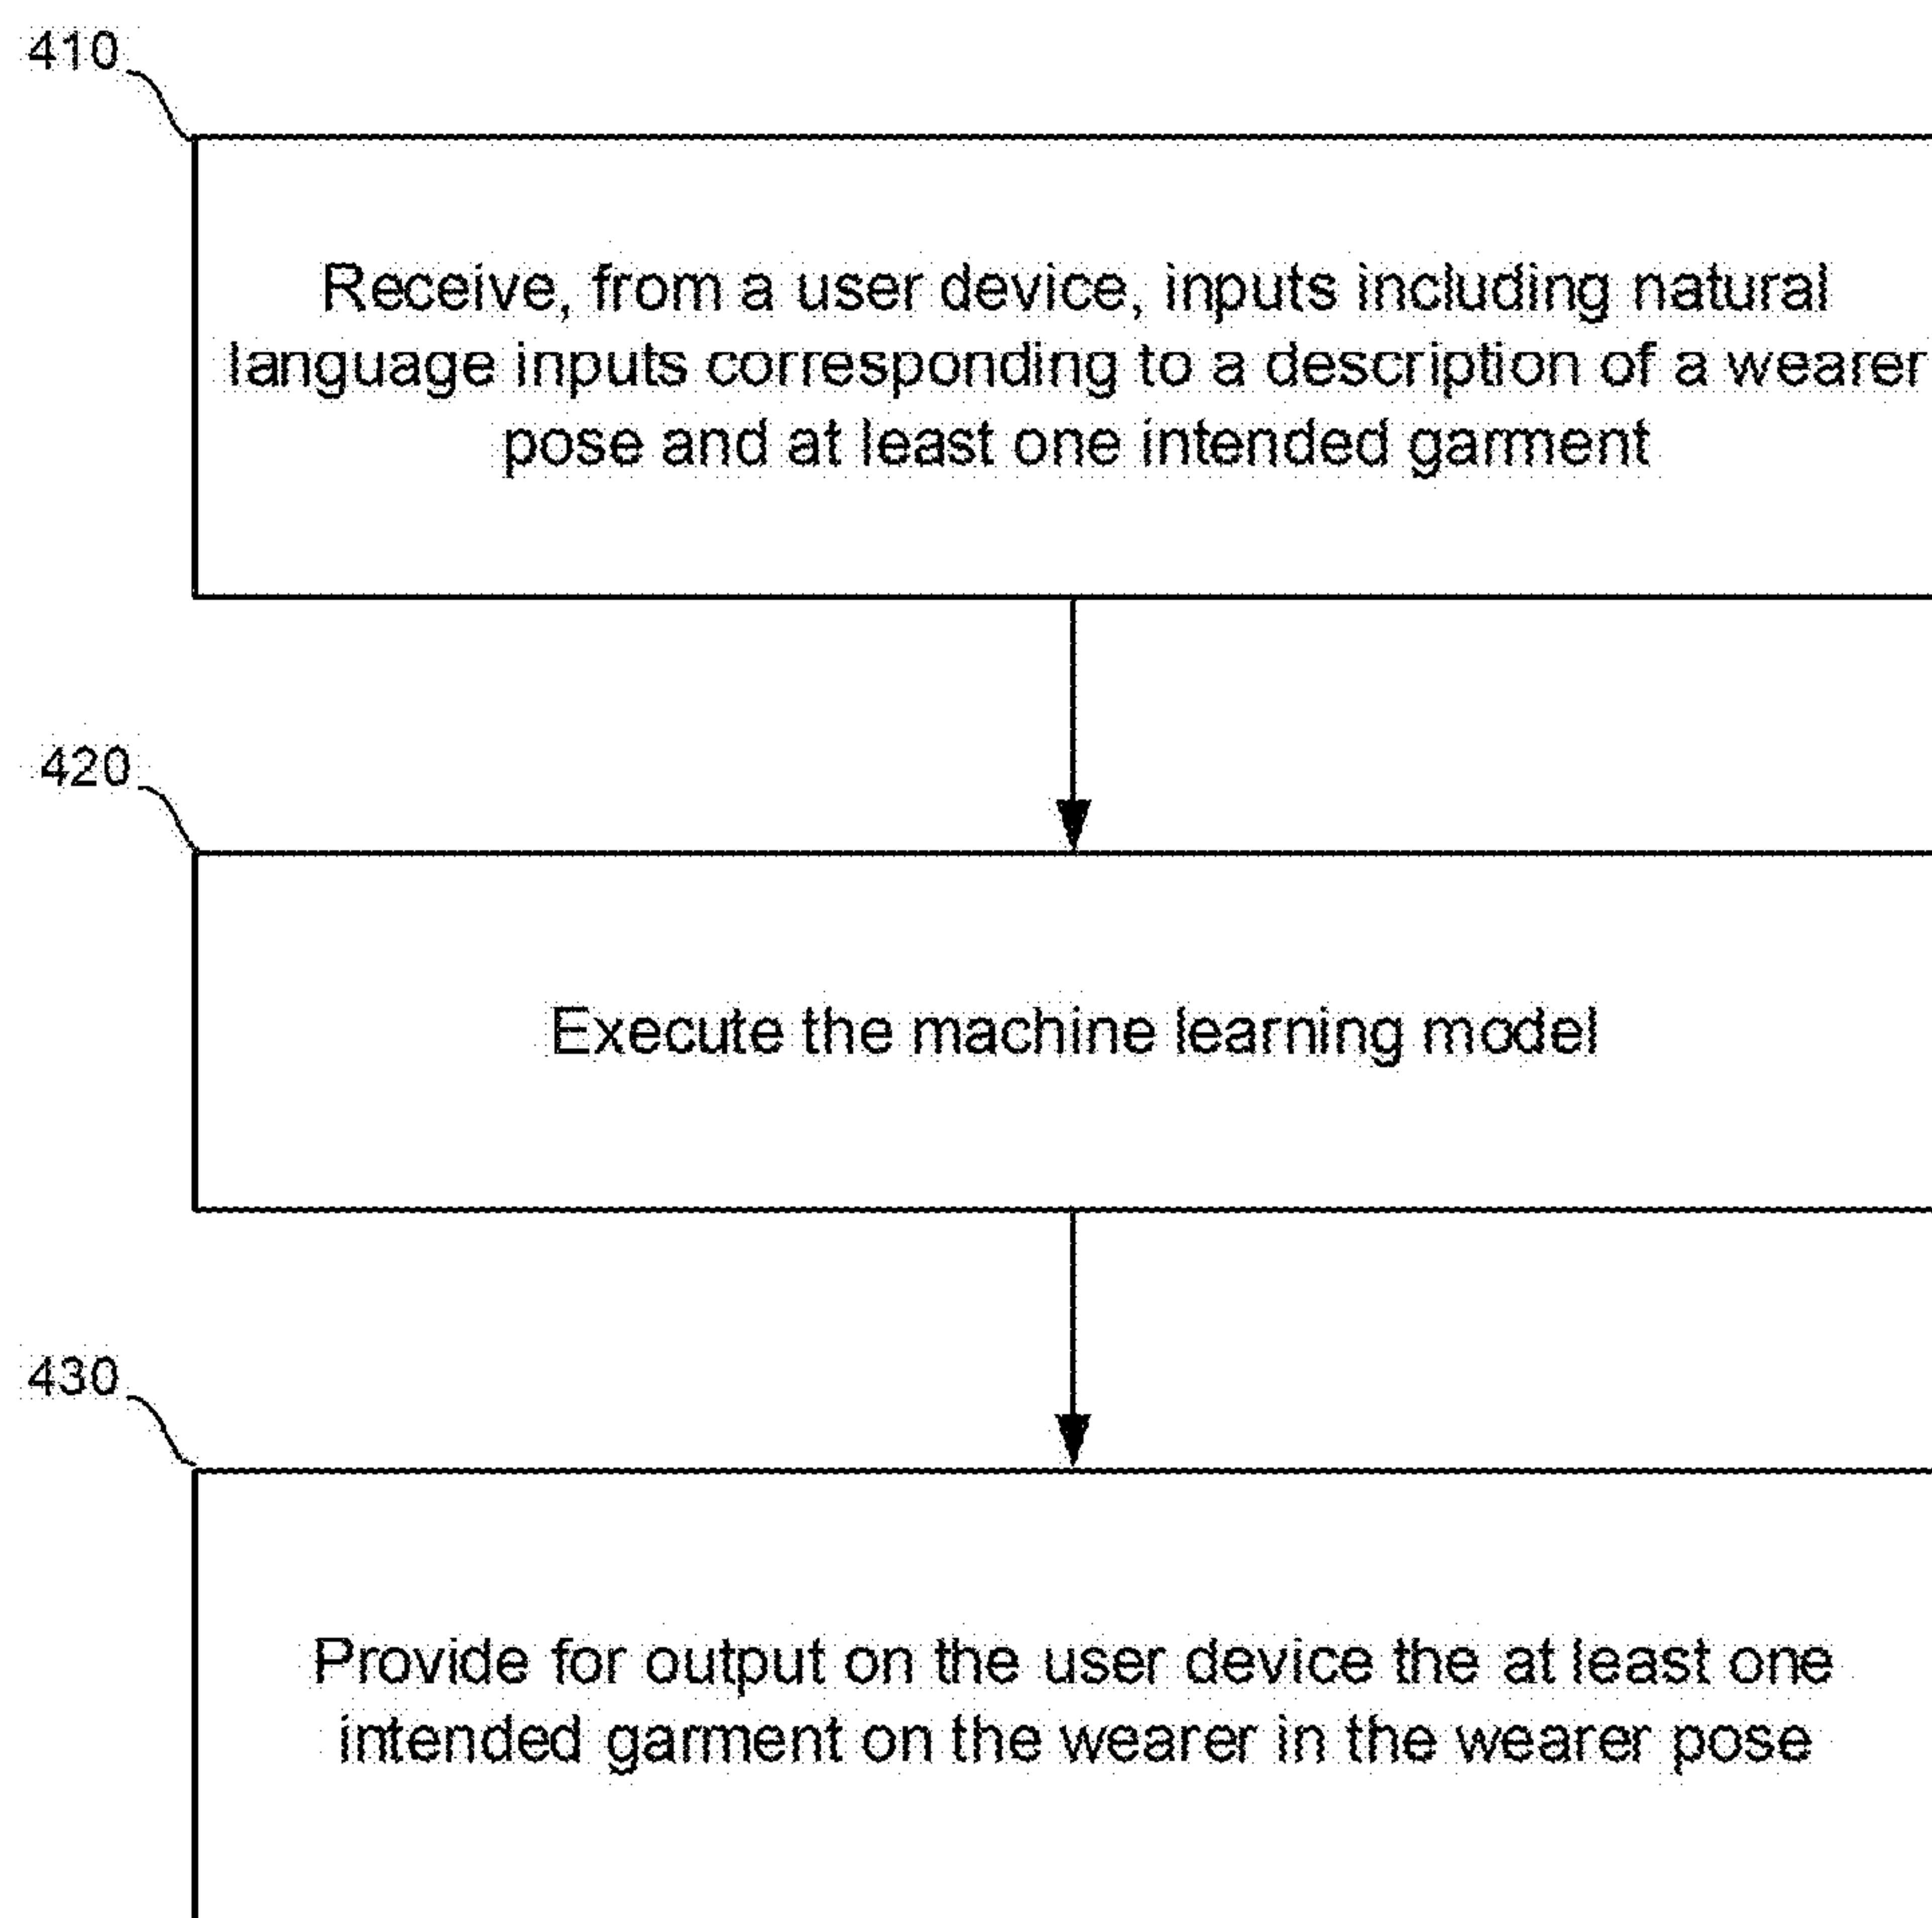 410
Receive, from a user device, inputs including natural
language inputs corresponding to a description of a wearer
pose and at least one intended garment
420
Execute the machine learning model
430
Provide for output on the user device the at least one
intended garment on the wearer in the wearer pose